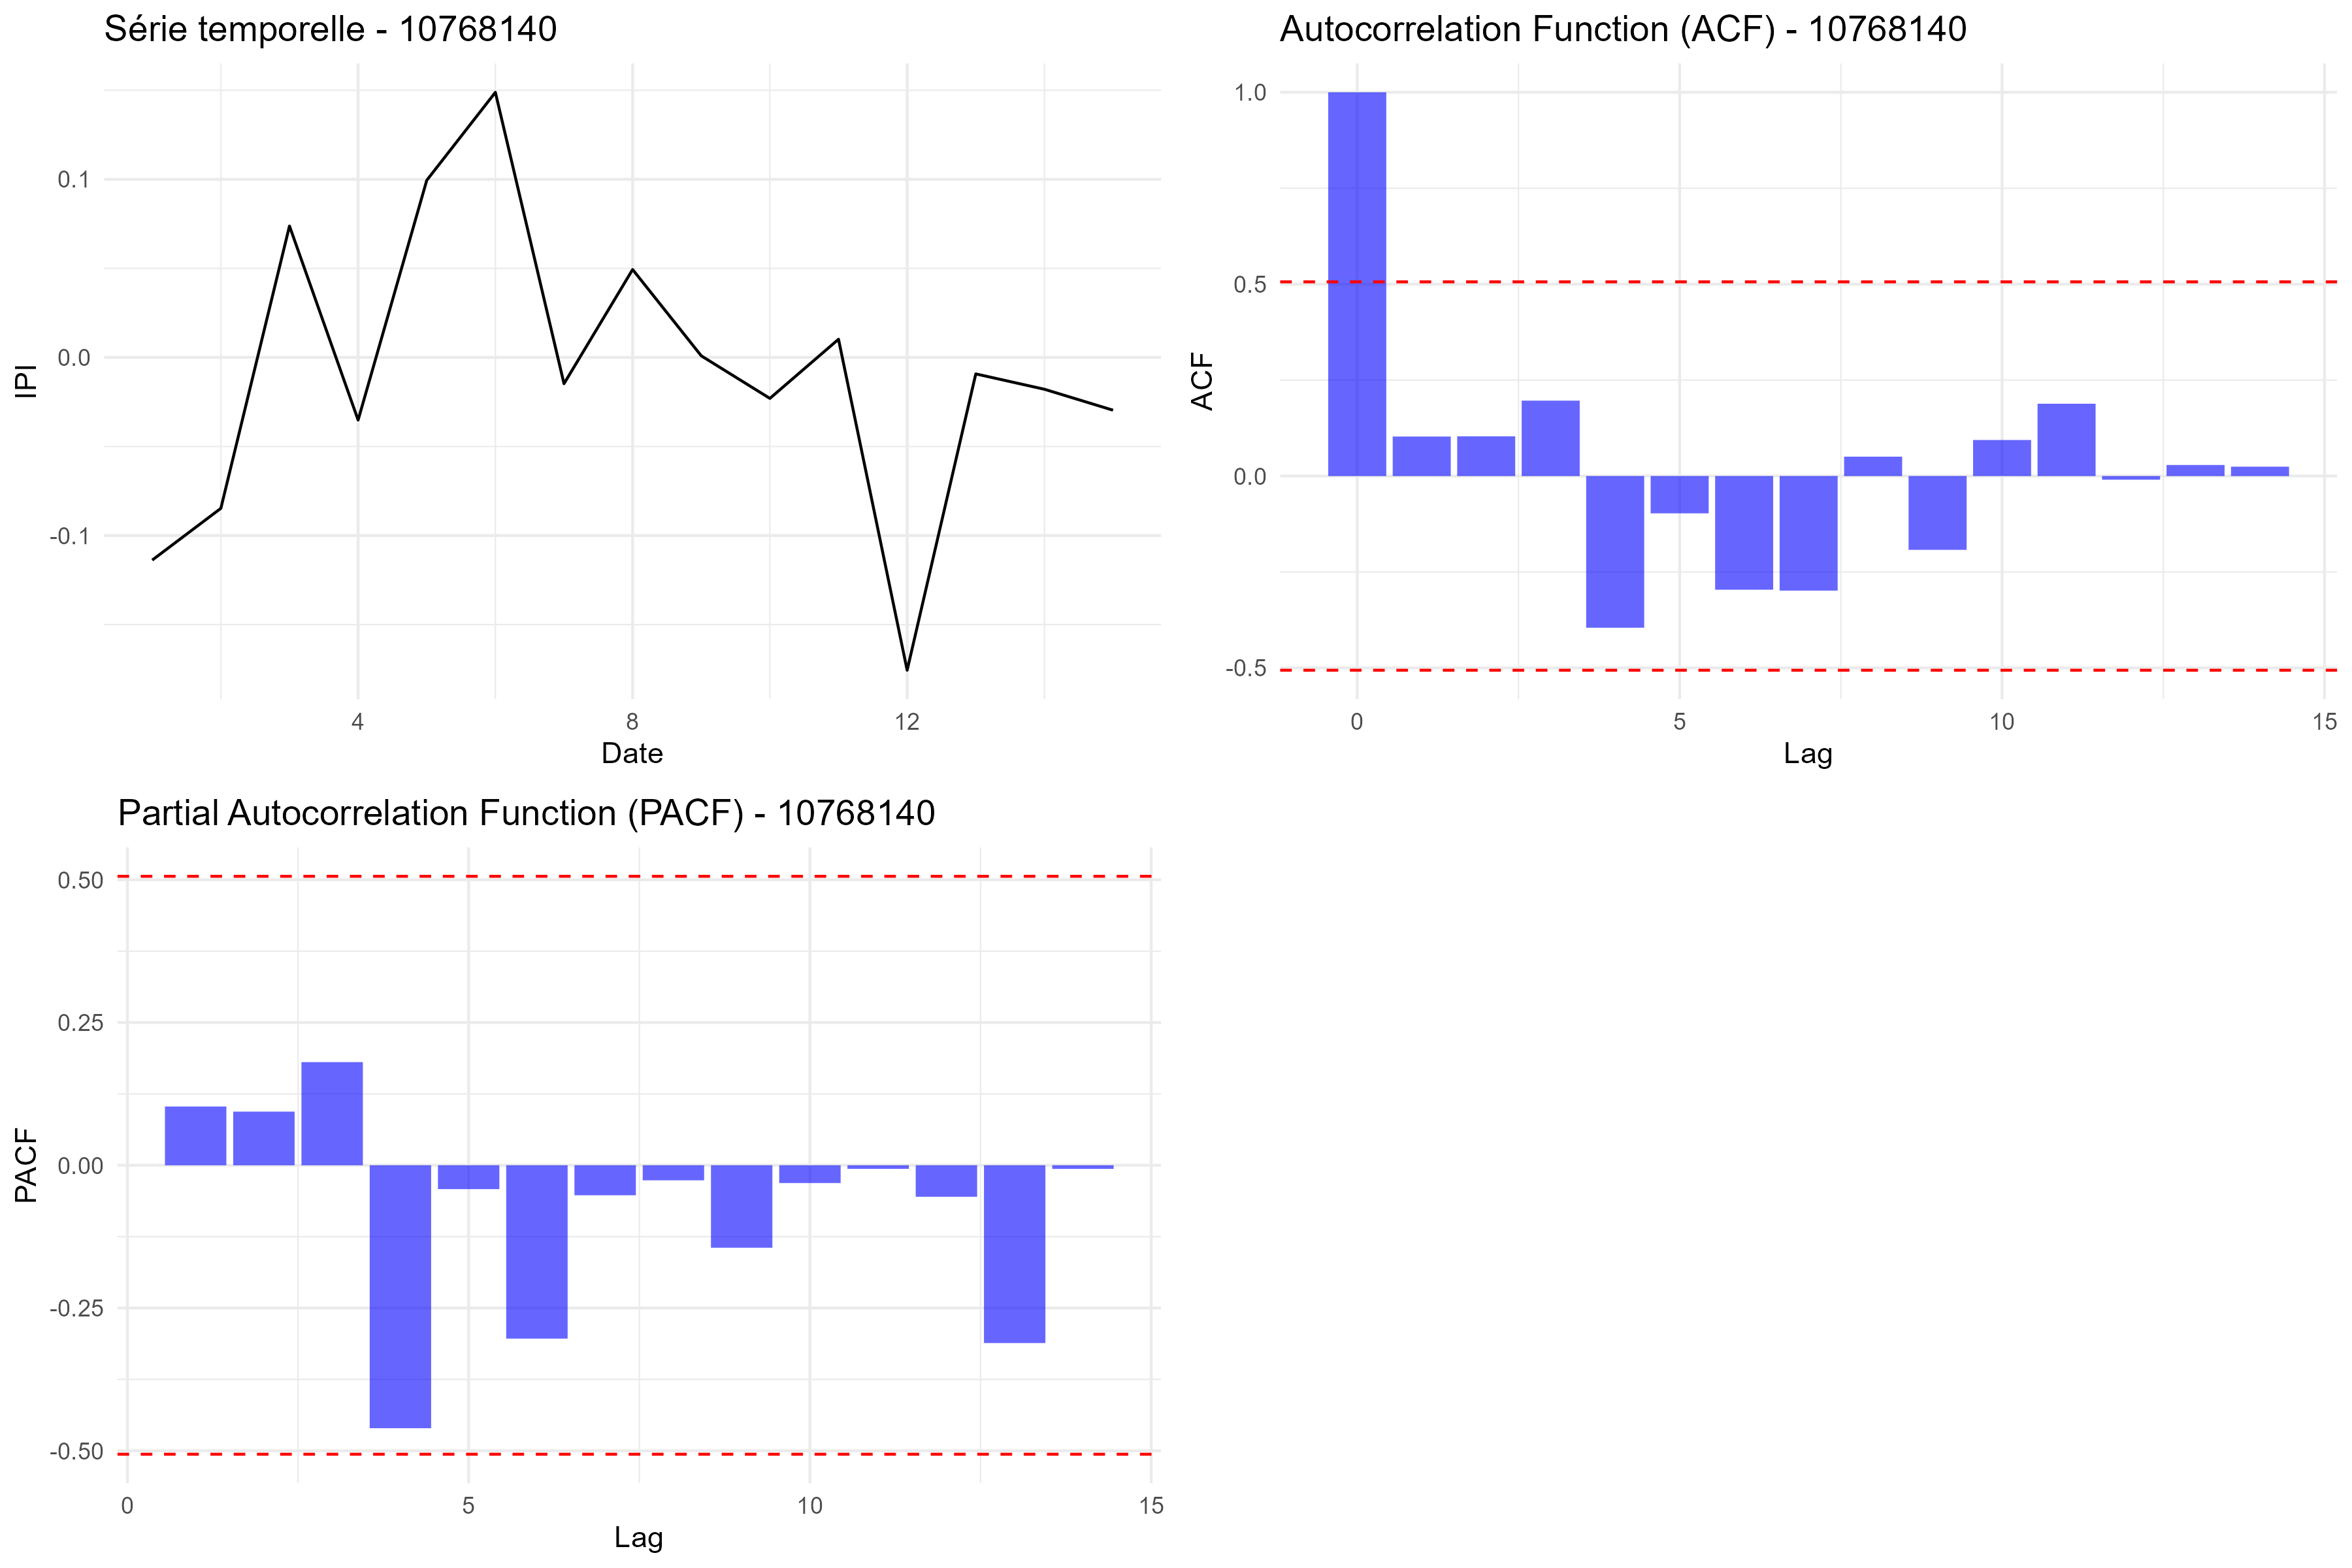 Série temporelle - 10768140
IPI
0.1
0.0
-0.1
4
8
12
Date
Autocorrelation Function (ACF) - 10768140
ACF
1.0
0.5
0.0
-0.5
0
5
10
15
Lag
Partial Autocorrelation Function (PACF) - 10768140
PACF
0.50
0.25
0.00
-0.25
-0.50
0
5
10
15
Lag